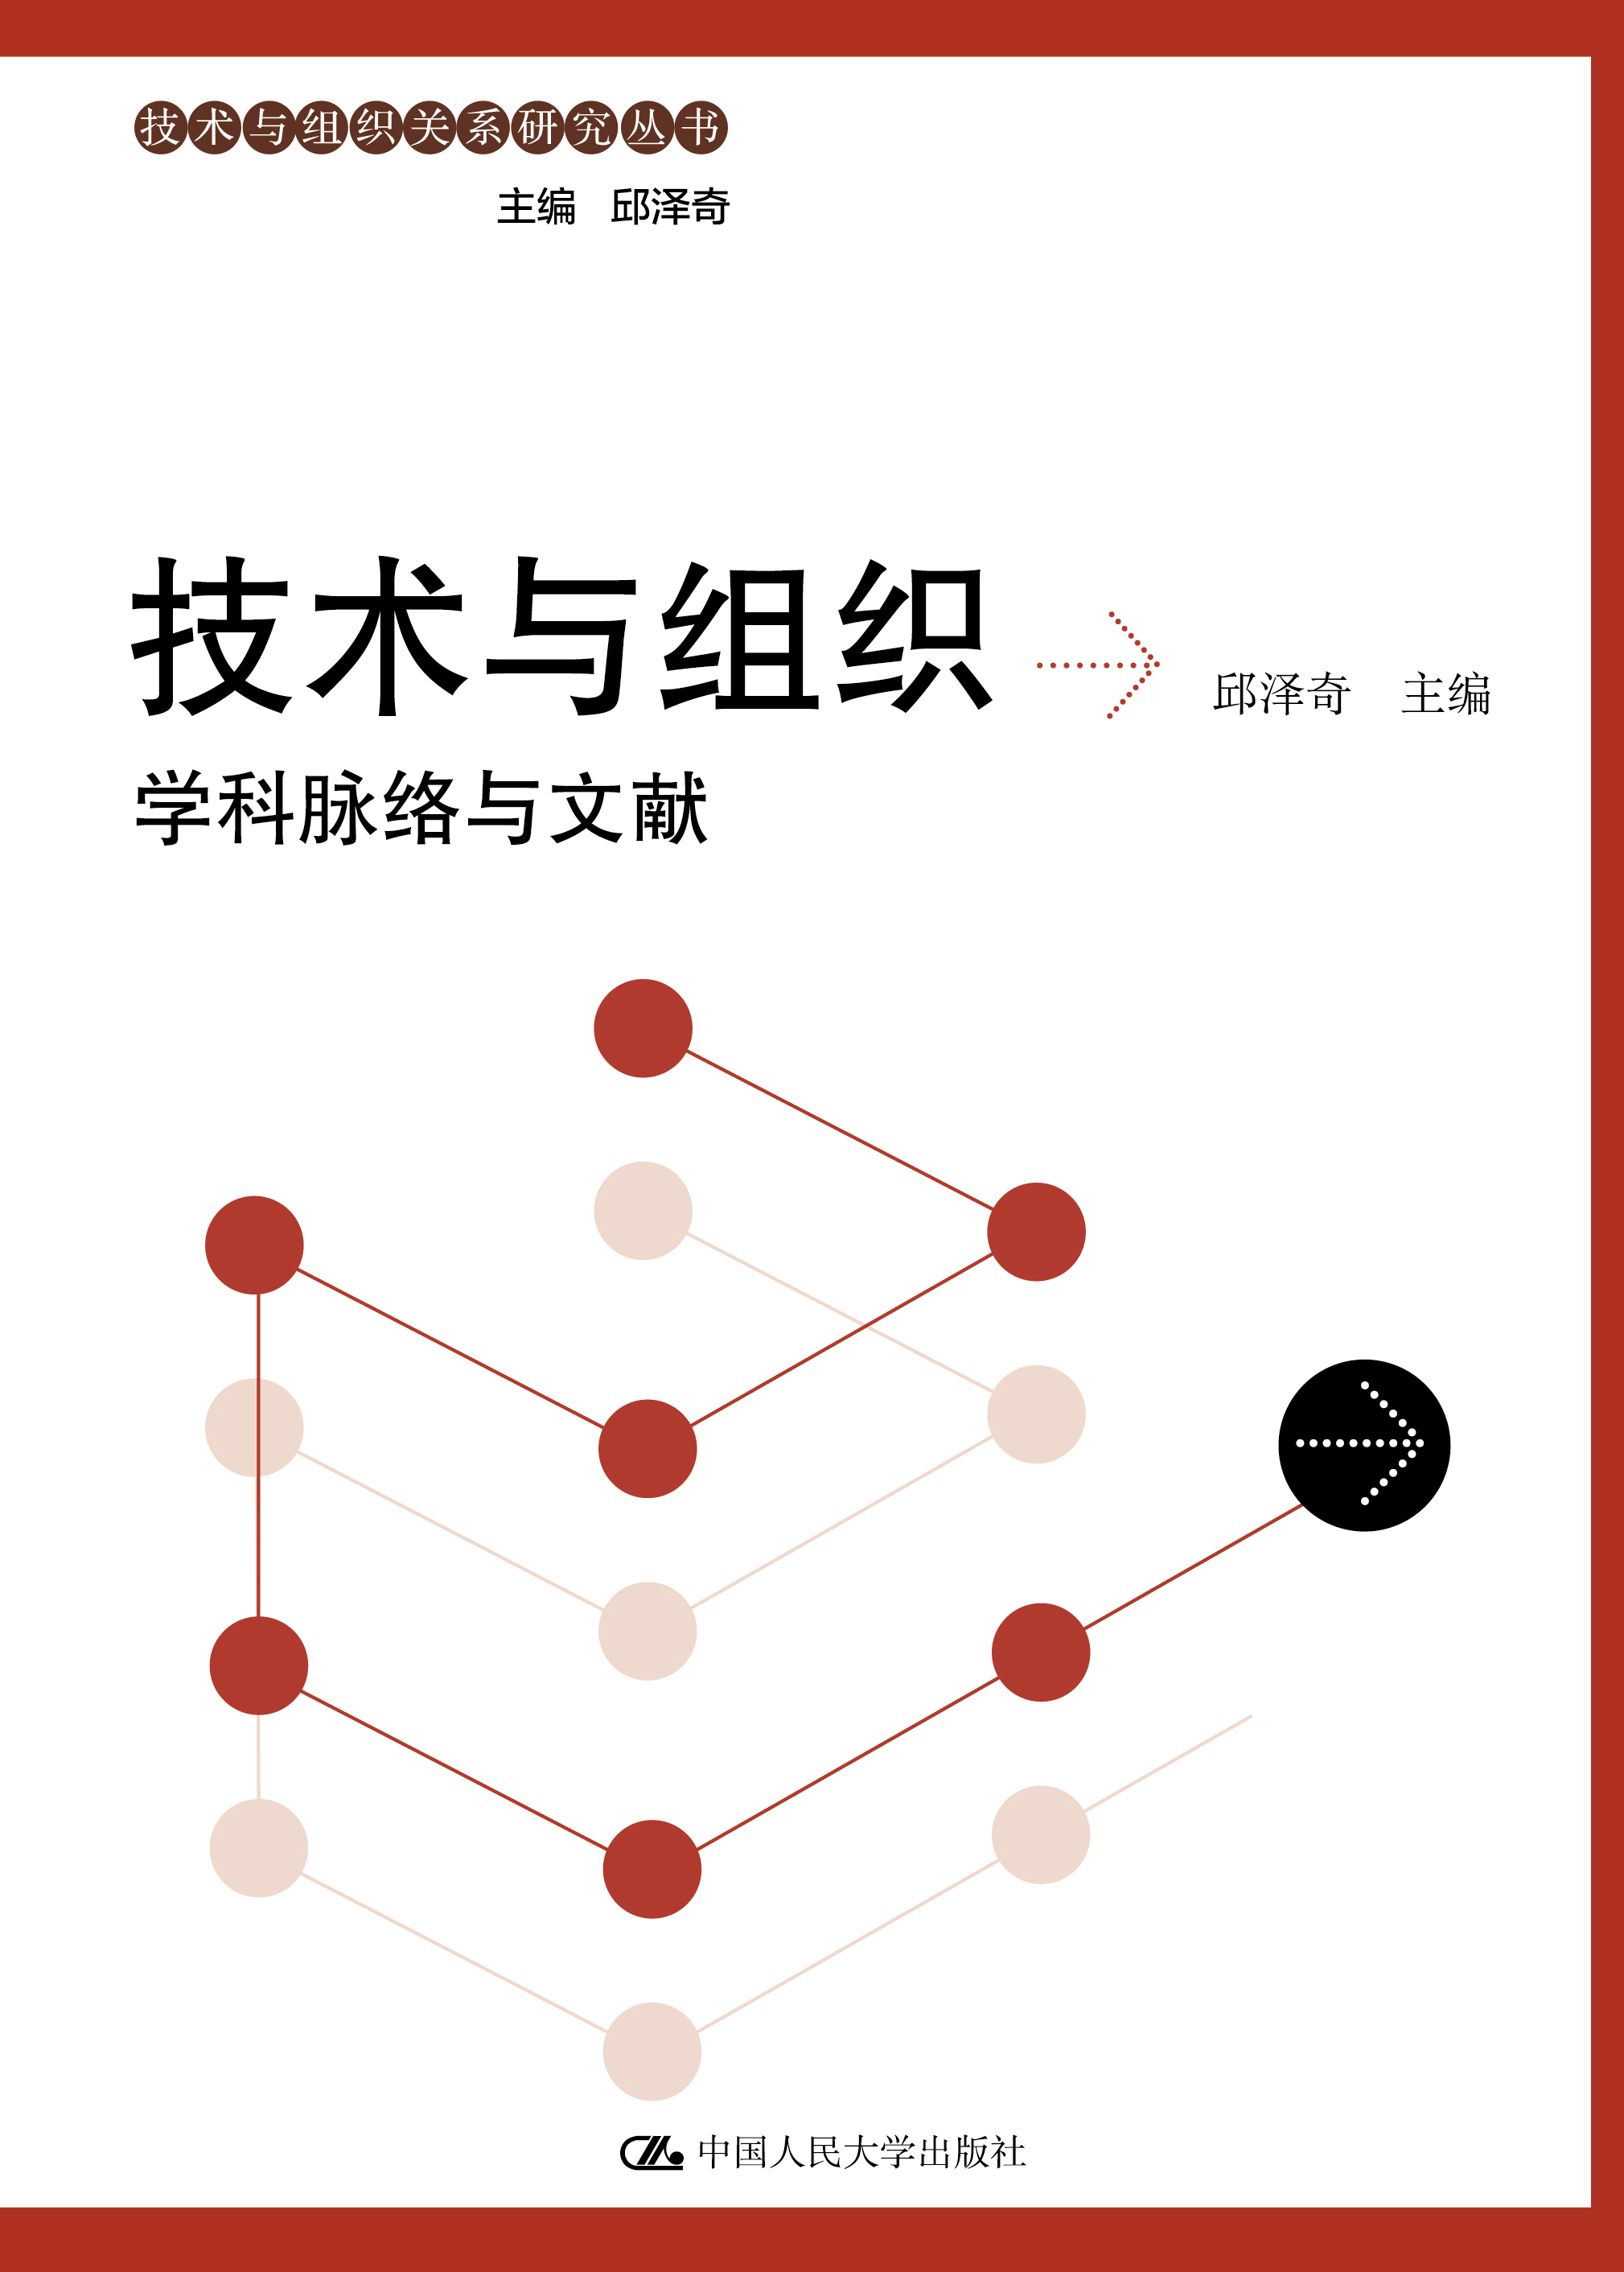 技术与组织关系研究丛书
主编 邱泽奇
技术与组织
邱泽奇 主编
学科脉络与文献
中国人民大学出版社